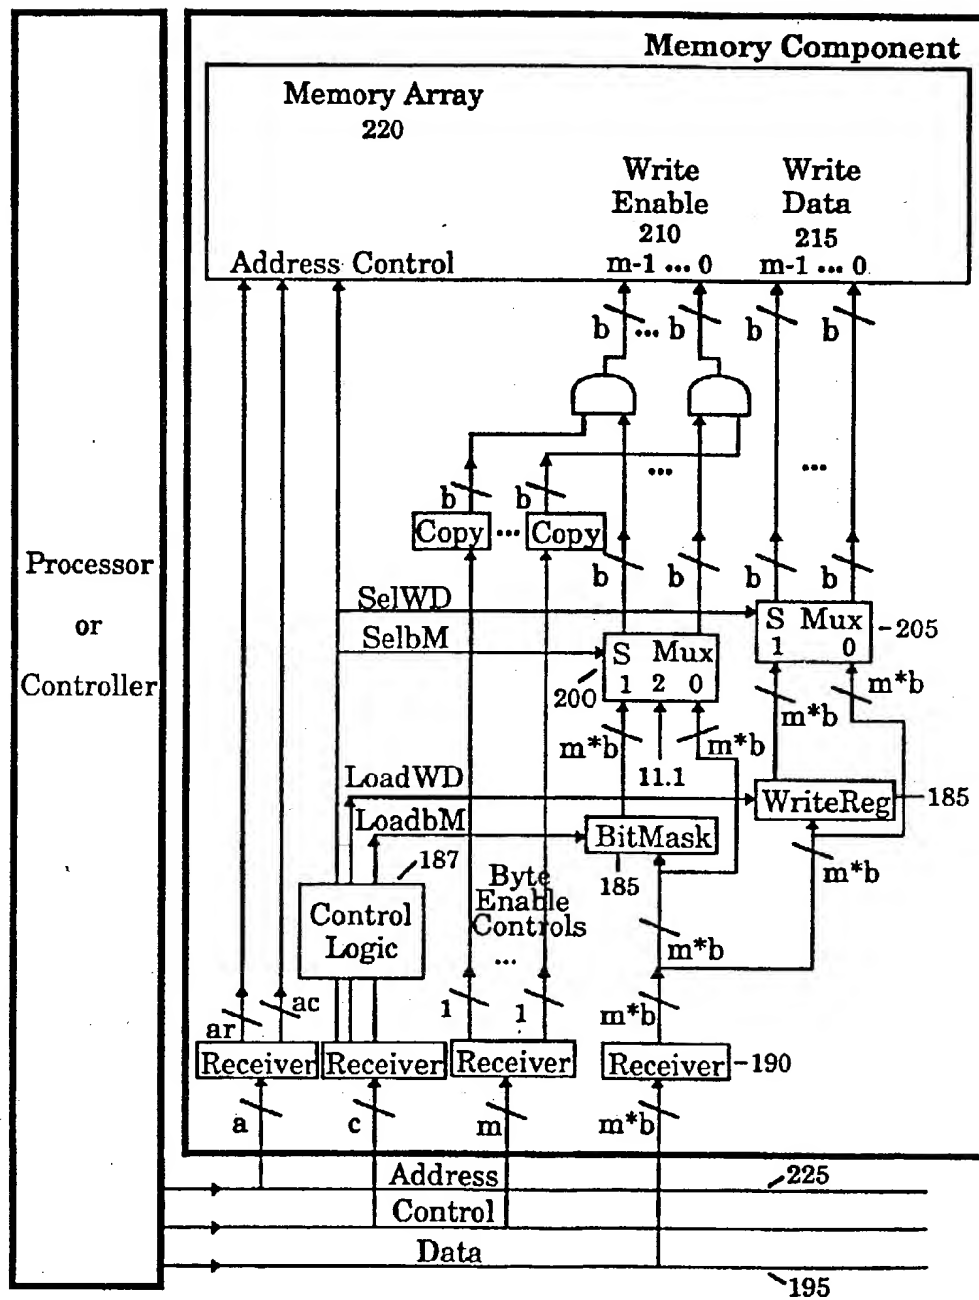 Memory Component
Memory Array
220
Write
Enable
210
m-1 ... 0
Write
Data
215
m-1 ... 0
Address Control
b ... b b b
... ...
b b
Copy ... Copy
b b b b
Processor
or
Controller
SelWD
SelbM
S Mux
1 0
205
S Mux
1 2 0
200
m*b m*b
m*b 11.1 m*b
LoadWD
LoadbM
WriteReg
185
BitMask
185
187
m*b
Control
Logic
Byte
Enable
Controls
...
m*b
ar ac 1 1 m*b
Receiver Receiver Receiver Receiver 190
a c m m*b
Address
225
Control
Data
195